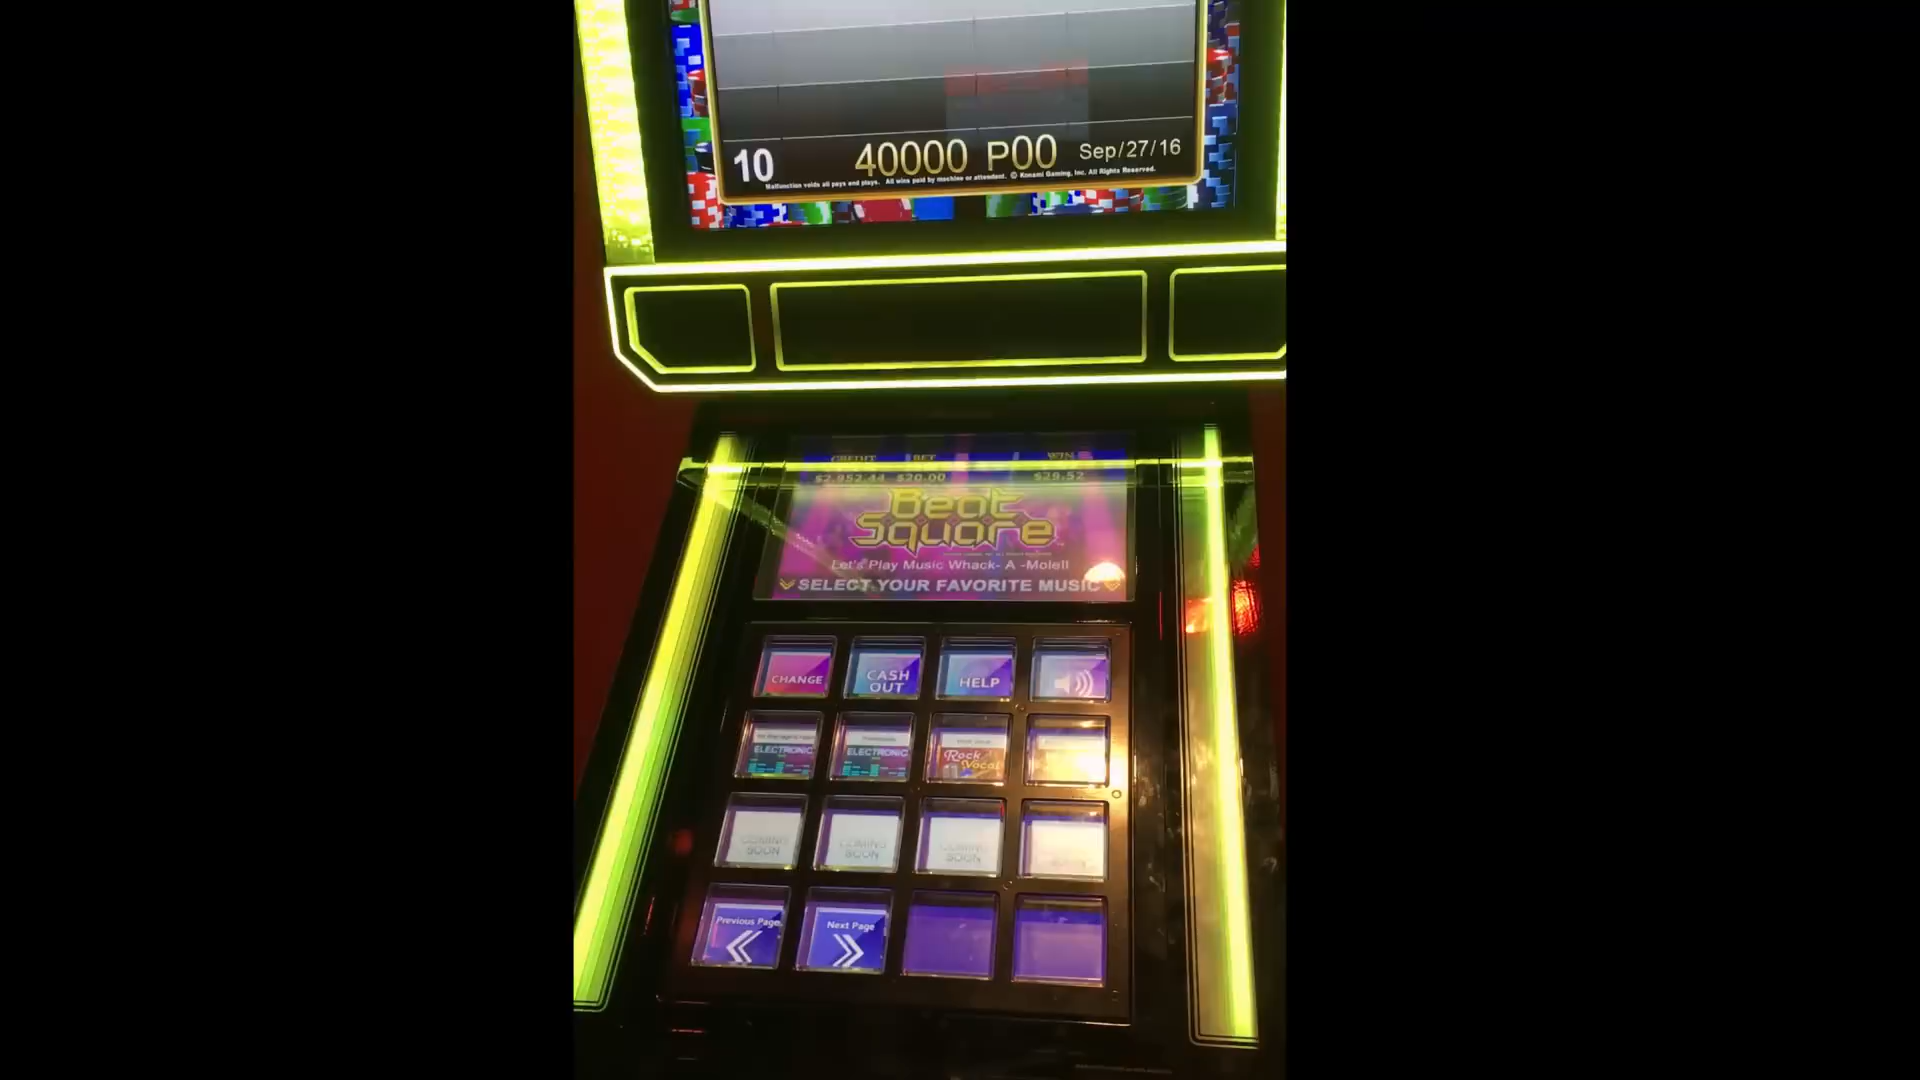 10 40000 P00 Sep/27/16
Malfunction voids all pays and plays. All wins paid by machine or attendant. © Konami Gaming, Inc. All Rights Reserved.
CREDIT BET WIN
$2,952.44 $20.00 $29.52
Beat
Square
Let's Play Music Whack- A -Mole!!
SELECT YOUR FAVORITE MUSIC
CHANGE
CASH
OUT
HELP
ELECTRONIC
ELECTRONIC
Rock
Vocal
COMING
SOON
COMING
SOON
COMING
SOON
Previous Page
Next Page